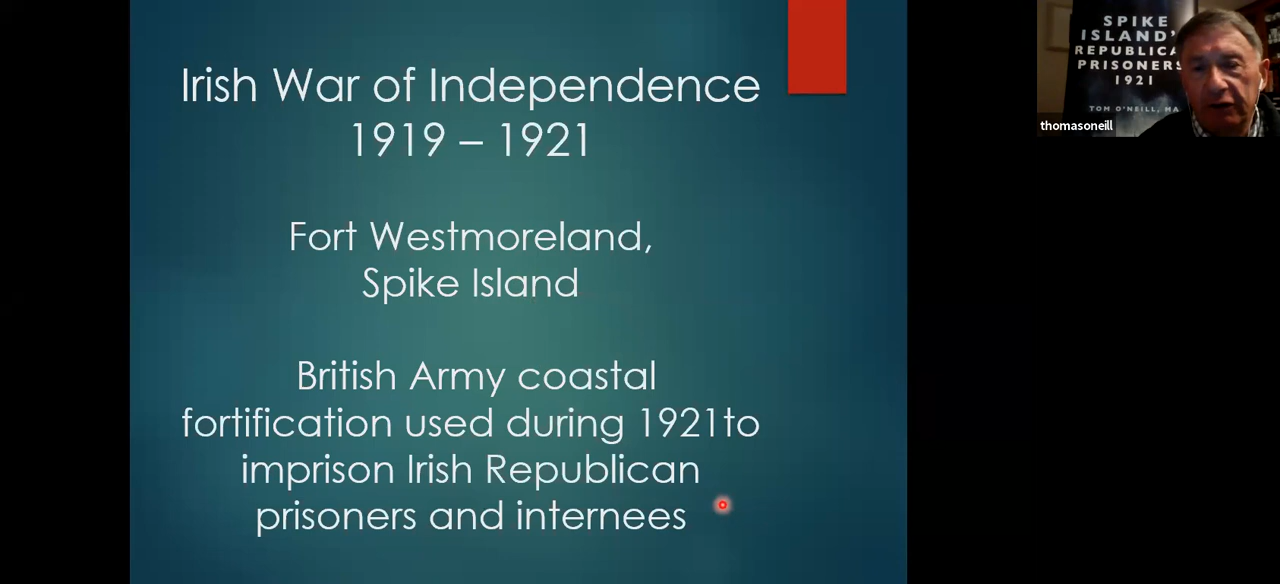 Irish War of Independence
1919 – 1921
Fort Westmoreland,
Spike Island
British Army coastal
fortification used during 1921to
imprison Irish Republican
prisoners and internees
SPIKE
ISLAND'
REPUBLICA
PRISONERS
1921
TOM O'NEILL, MA
thomasoneill